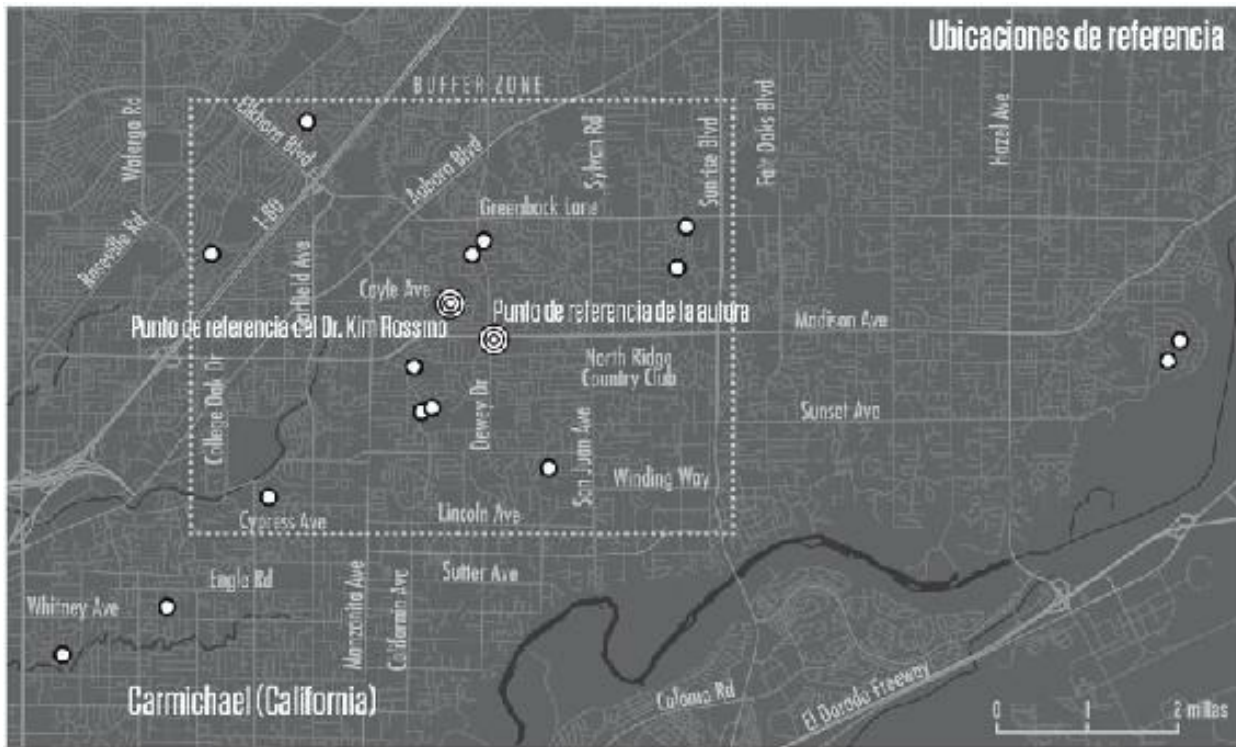 Ubicaciones de referencia
BUFFER ZONE
Walerga Rd
Elkhorn Blvd
Auburn Blvd
Sylvan Rd
Sunrise Blvd
Fair Oaks Blvd
Hazel Ave
Roseville Rd
I-80
Greenback Lane
Garfield Ave
Coyle Ave
Punto de referencia del Dr. Kim Rossmo
Punto de referencia de la autora
Madison Ave
North Ridge
Country Club
College Oak Dr
Dewey Dr
San Juan Ave
Sunset Ave
Winding Way
Cypress Ave
Lincoln Ave
Engle Rd
Sutter Ave
Whitney Ave
Manzanita Ave
California Ave
Carmichael (California)
Coloma Rd
El Dorado Freeway
0 1 2 millas